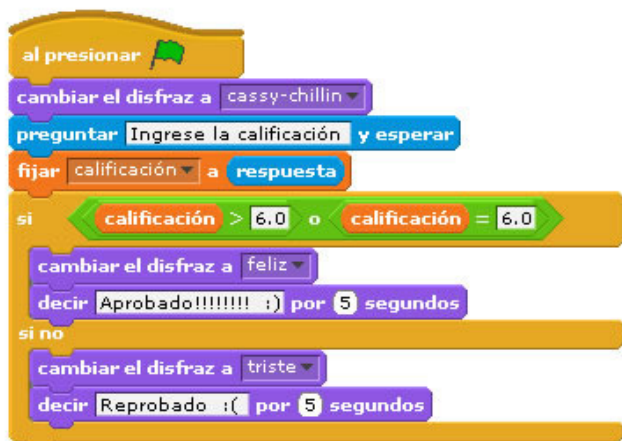 al presionar
cambiar el disfraz a cassy-chillin
preguntar Ingrese la calificación y esperar
fijar calificación a respuesta
si calificación > 6.0 o calificación = 6.0
cambiar el disfraz a feliz
decir Aprobado!!!!!!!! :) por 5 segundos
si no
cambiar el disfraz a triste
decir Reprobado :( por 5 segundos